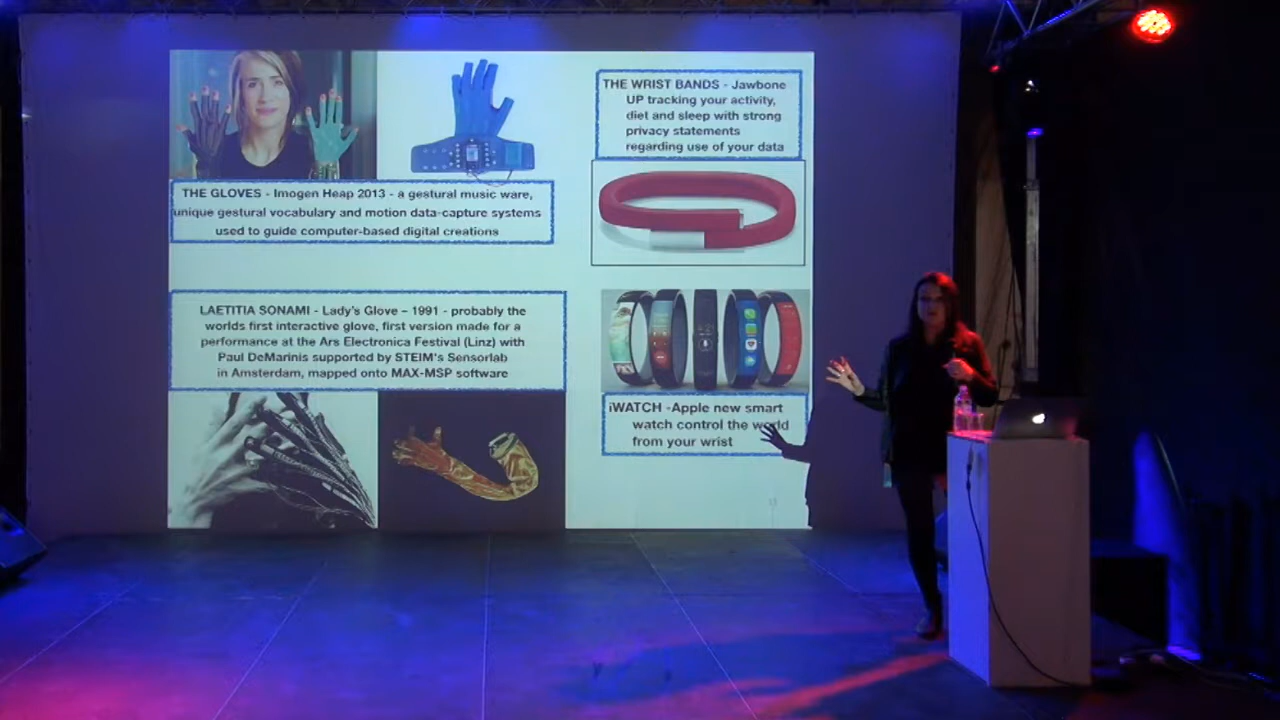 THE GLOVES - Imogen Heap 2013 - a gestural music ware,
unique gestural vocabulary and motion data-capture systems
used to guide computer-based digital creations
LAETITIA SONAMI - Lady's Glove – 1991 - probably the
worlds first interactive glove, first version made for a
performance at the Ars Electronica Festival (Linz) with
Paul DeMarinis supported by STEIM's Sensorlab
in Amsterdam, mapped onto MAX-MSP software
THE WRIST BANDS - Jawbone
UP tracking your activity,
diet and sleep with strong
privacy statements
regarding use of your data
iWATCH -Apple new smart
watch control the world
from your wrist
13